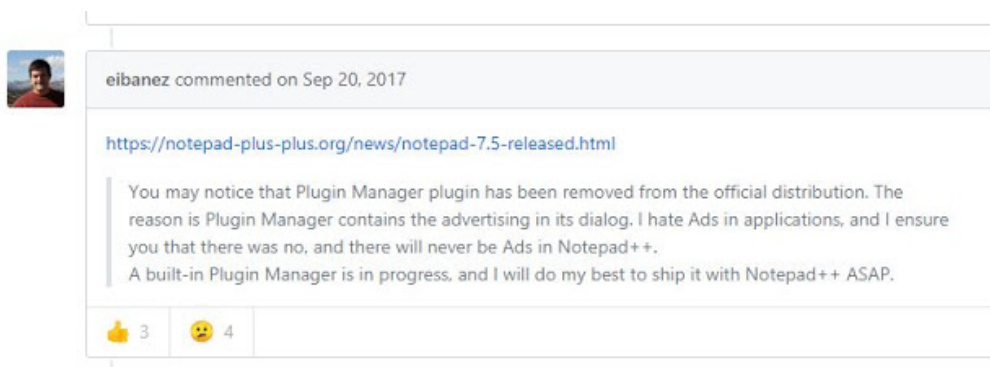 eibanez commented on Sep 20, 2017
https://notepad-plus-plus.org/news/notepad-7.5-released.html
You may notice that Plugin Manager plugin has been removed from the official distribution. The
reason is Plugin Manager contains the advertising in its dialog. I hate Ads in applications, and I ensure
you that there was no, and there will never be Ads in Notepad++.
A built-in Plugin Manager is in progress, and I will do my best to ship it with Notepad++ ASAP.
👍 3 😕 4